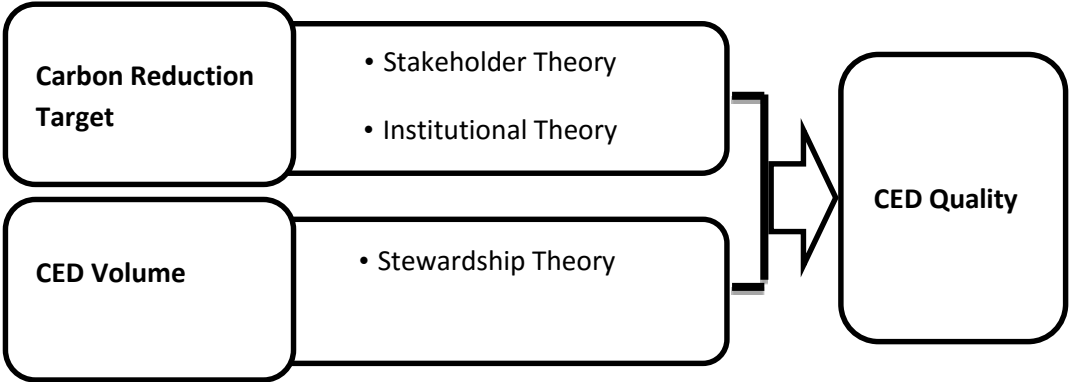 Carbon Reduction
Target
• Stakeholder Theory
• Institutional Theory
CED Volume
• Stewardship Theory
CED Quality